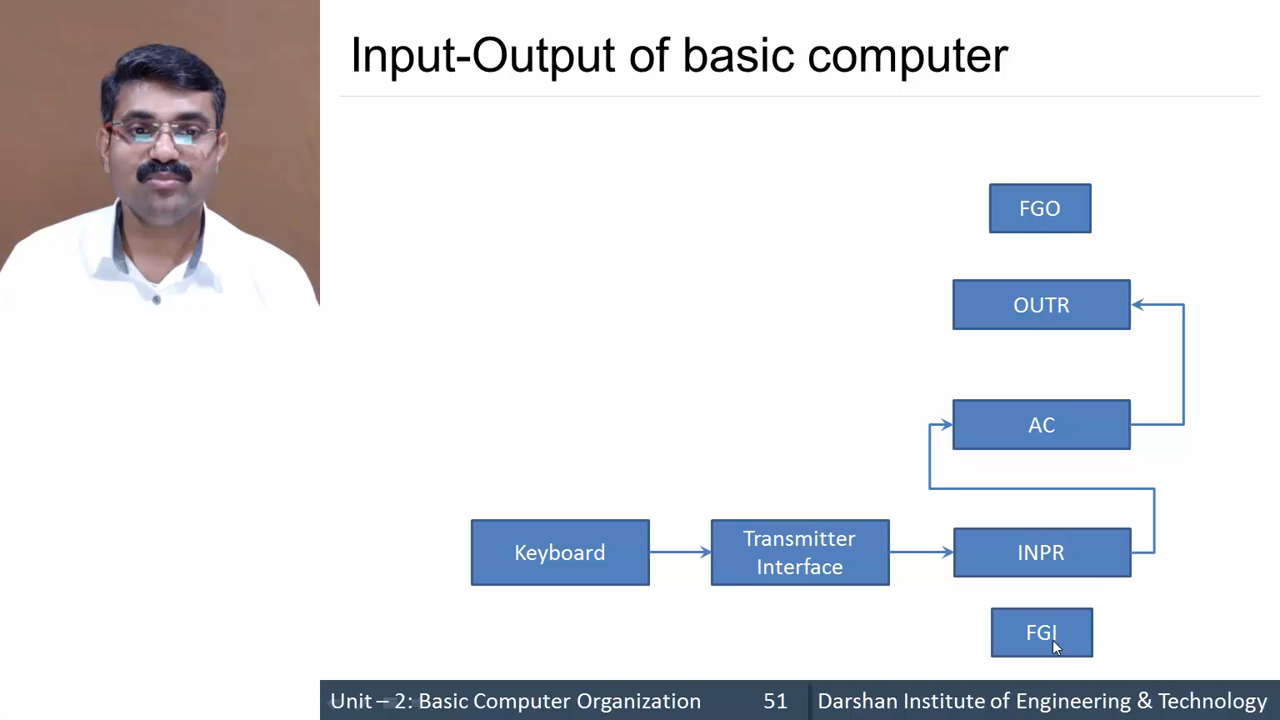 Input-Output of basic computer
FGO
OUTR
AC
Keyboard
Transmitter
Interface
INPR
FGI
Unit – 2: Basic Computer Organization
51
Darshan Institute of Engineering & Technology